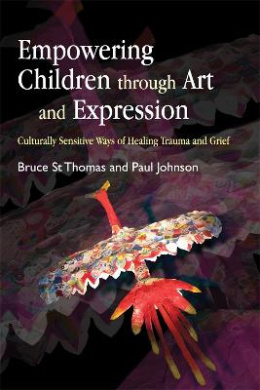 Empowering
Children through Art
and Expression
Culturally Sensitive Ways of Healing Trauma and Grief
Bruce St Thomas and Paul Johnson